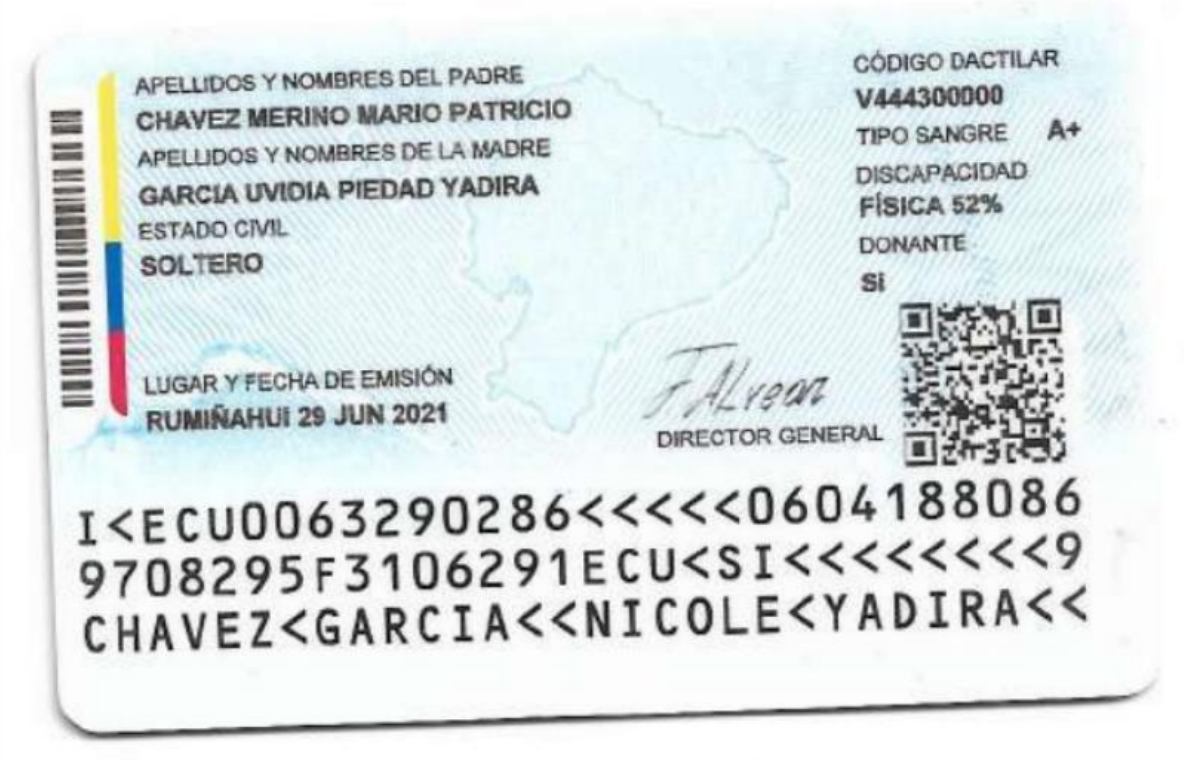 APELLIDOS Y NOMBRES DEL PADRE
CHAVEZ MERINO MARIO PATRICIO
APELLIDOS Y NOMBRES DE LA MADRE
GARCIA UVIDIA PIEDAD YADIRA
ESTADO CIVIL
SOLTERO
LUGAR Y FECHA DE EMISIÓN
RUMIÑAHUI 29 JUN 2021
CÓDIGO DACTILAR
V444300000
TIPO SANGRE A+
DISCAPACIDAD
FÍSICA 52%
DONANTE
Si
F ALvear
DIRECTOR GENERAL
I<ECU0063290286<<<<<0604188086
9708295F3106291ECU<SI<<<<<<<<9
CHAVEZ<GARCIA<<NICOLE<YADIRA<<